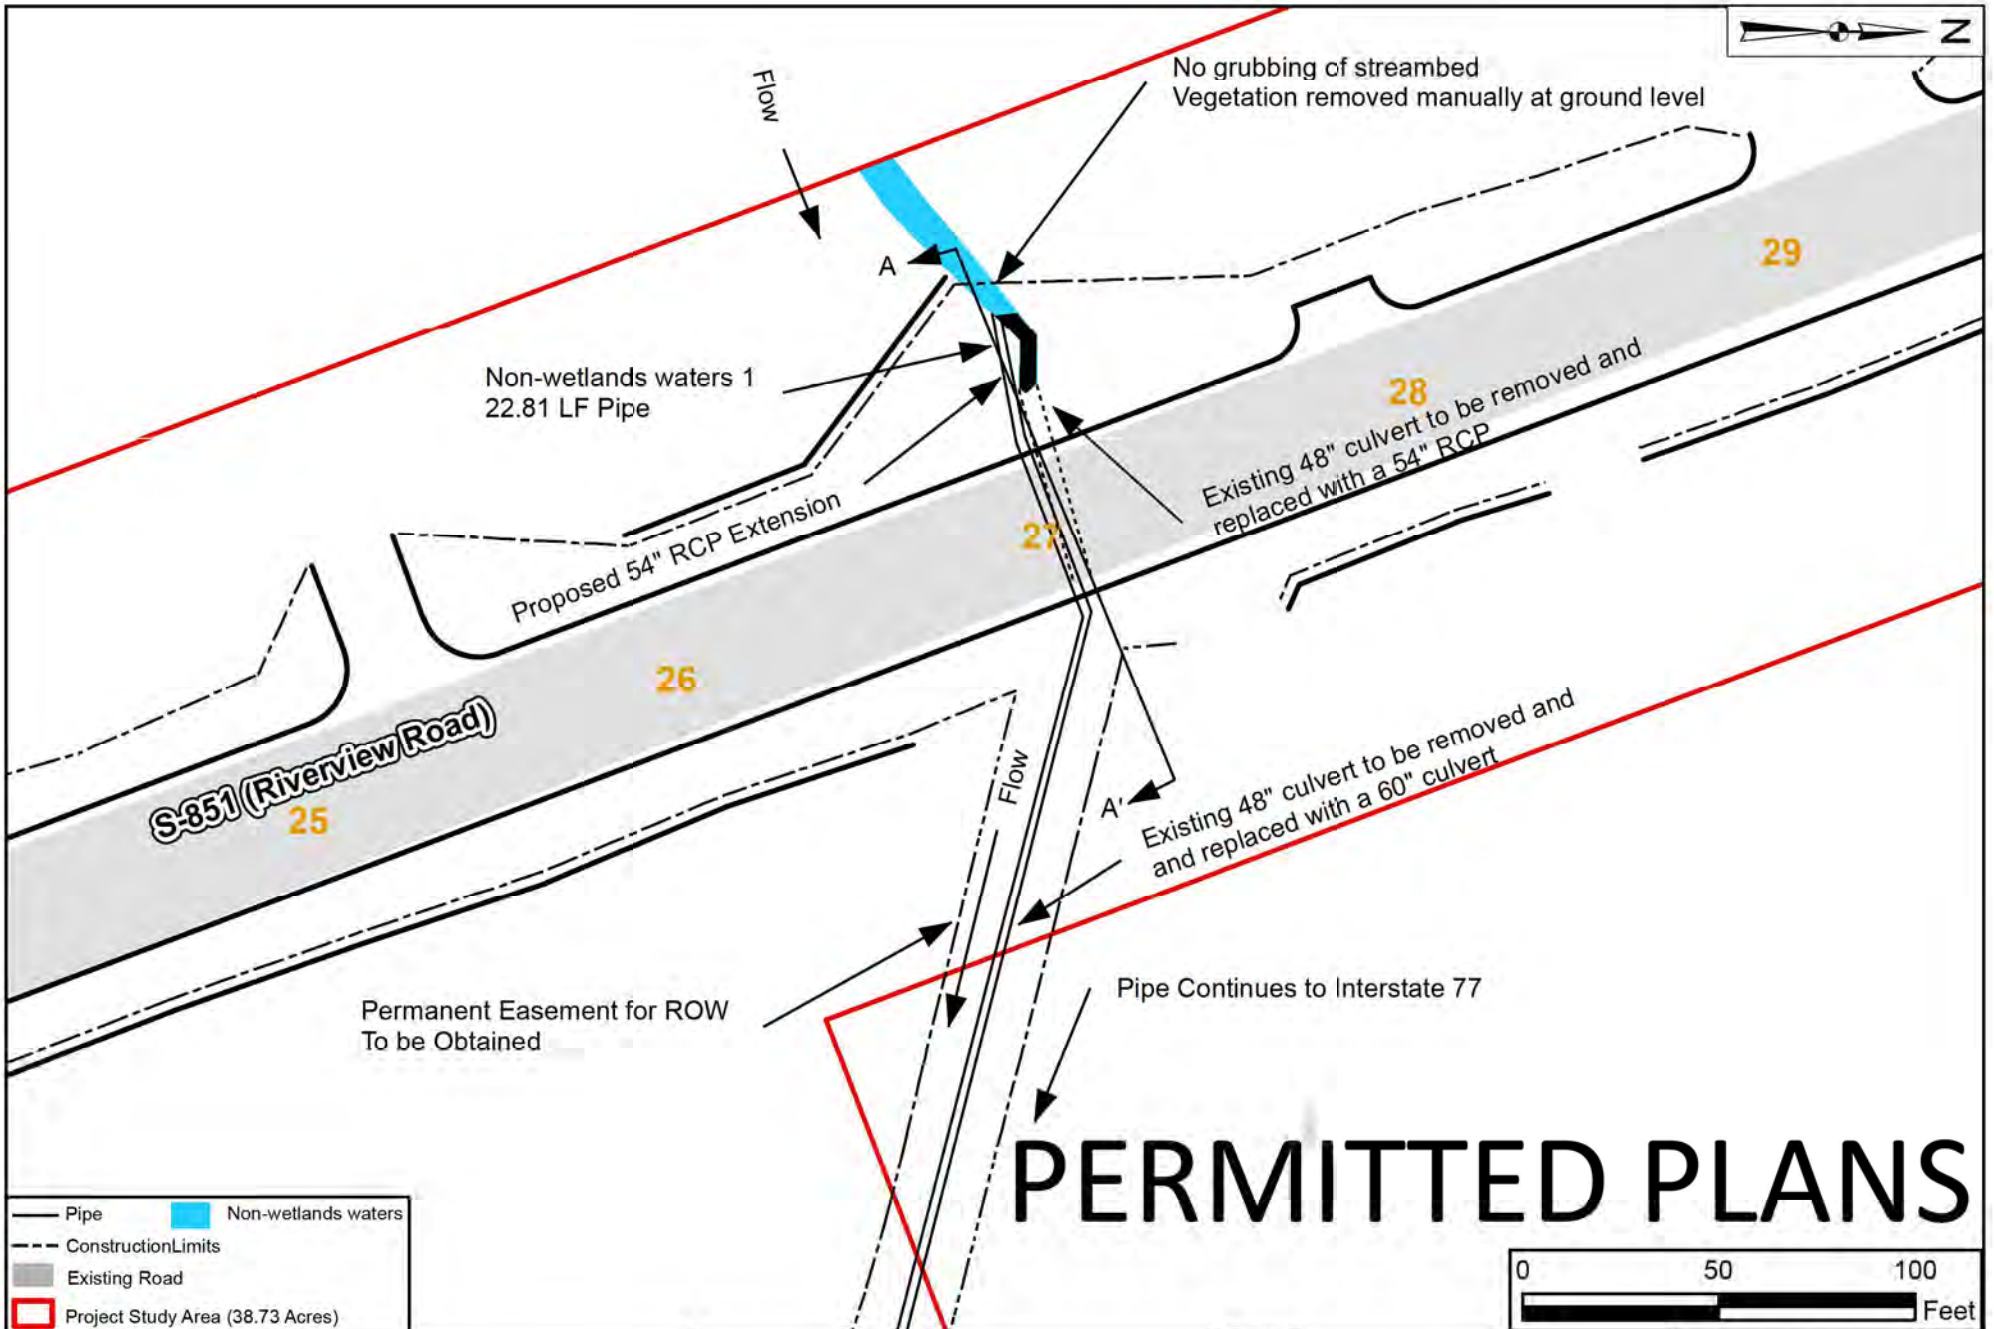 N
No grubbing of streambed
Vegetation removed manually at ground level
Flow
A
29
Non-wetlands waters 1
22.81 LF Pipe
28
Existing 48" culvert to be removed and
replaced with a 54" RCP
27
Proposed 54" RCP Extension
26
S-851 (Riverview Road)
25
Flow
A'
Existing 48" culvert to be removed and
and replaced with a 60" culvert
Permanent Easement for ROW
To be Obtained
Pipe Continues to Interstate 77
PERMITTED PLANS
Pipe
Non-wetlands waters
ConstructionLimits
Existing Road
Project Study Area (38.73 Acres)
0 50 100
Feet